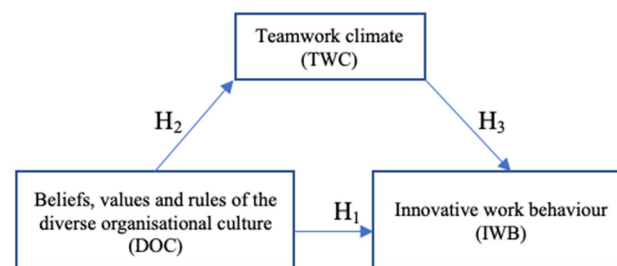 Teamwork climate
(TWC)
H₂
H₃
Beliefs, values and rules of the
diverse organisational culture
(DOC)
H₁
Innovative work behaviour
(IWB)